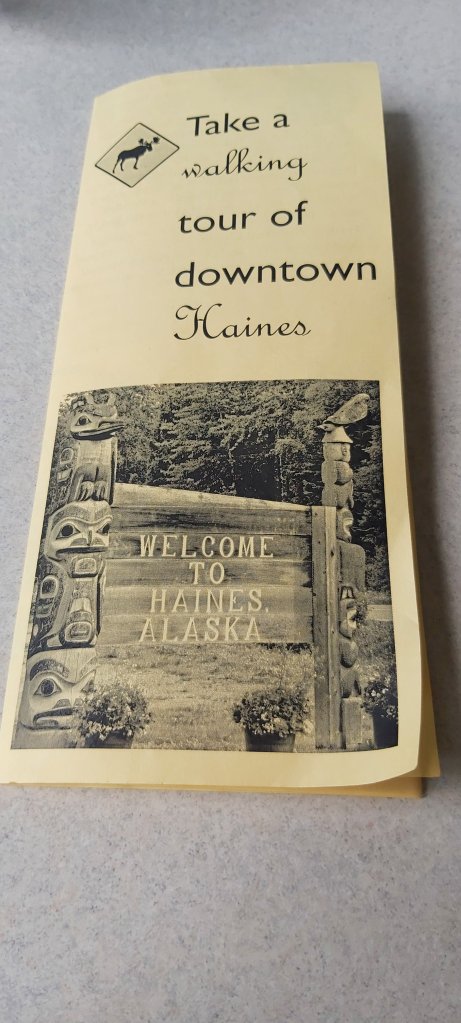 Take a
walking
tour of
downtown
Haines
WELCOME
TO
HAINES,
ALASKA